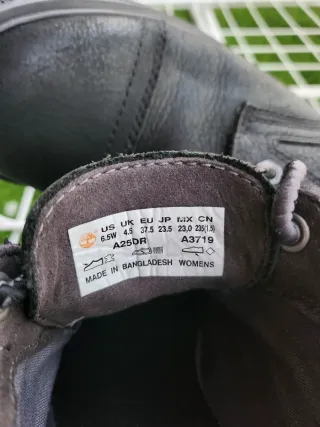 US UK EU JP MX CN
6.5W 4.5 37.5 23.5 23.0 235(1.5)
A25DR A3719
MADE IN BANGLADESH WOMENS